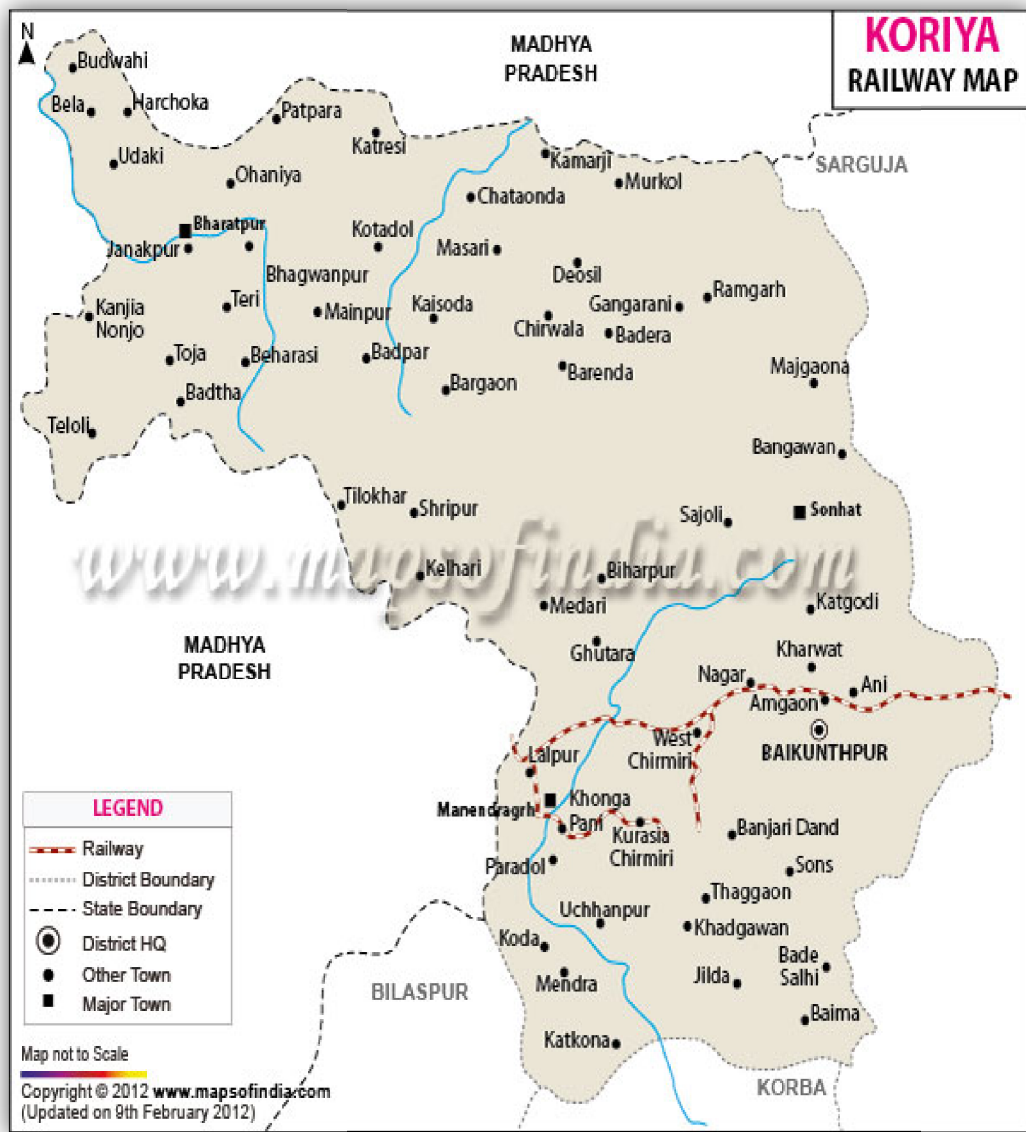 KORIYA
RAILWAY MAP
N
MADHYA
PRADESH
SARGUJA
Budwahi
Bela
Harchoka
Patpara
Katresi
Udaki
Ohaniya
Kamarji
Murkol
Chataonda
Bharatpur
Janakpur
Kotadol
Masari
Bhagwanpur
Deosil
Kanjia
Nonjo
Teri
Mainpur
Kaisoda
Chirwala
Gangarani
Ramgarh
Badera
Toja
Beharasi
Badpar
Barenda
Majgaona
Badtha
Bargaon
Teloli
Bangawan
Tilokhar
Shripur
Sajoli
Sonhat
www.mapsofindia.com
Kelhari
Biharpur
Medari
Katgodi
MADHYA
PRADESH
Ghutara
Kharwat
Nagar
Ani
Amgaon
West
Chirmiri
BAIKUNTHPUR
Lalpur
Manendragrh
Khonga
Pani
Kurasia
Chirmiri
Banjari Dand
Paradol
Sons
Thaggaon
Uchhanpur
Khadgawan
Koda
Mendra
Jilda
Bade
Salhi
Baima
Katkona
BILASPUR
KORBA
LEGEND
Railway
District Boundary
State Boundary
District HQ
Other Town
Major Town
Map not to Scale
Copyright © 2012 www.mapsofindia.com
(Updated on 9th February 2012)